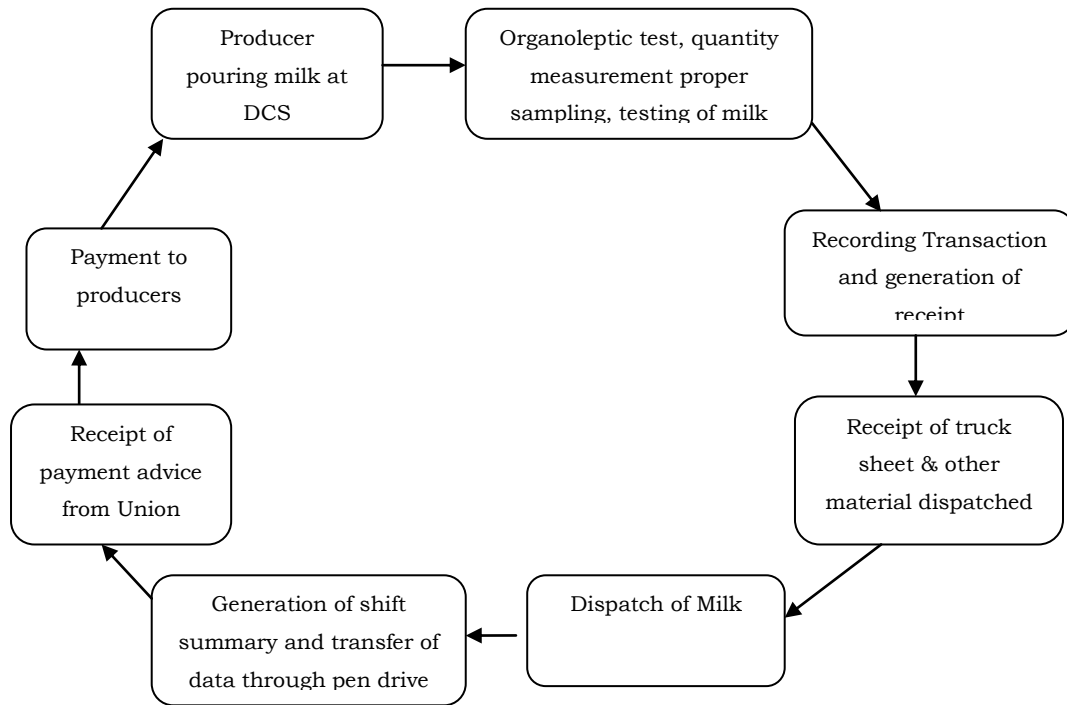 Producer
pouring milk at
DCS
Organoleptic test, quantity
measurement proper
sampling, testing of milk
Recording Transaction
and generation of
receipt
Receipt of truck
sheet & other
material dispatched
Dispatch of Milk
Generation of shift
summary and transfer of
data through pen drive
Receipt of
payment advice
from Union
Payment to
producers